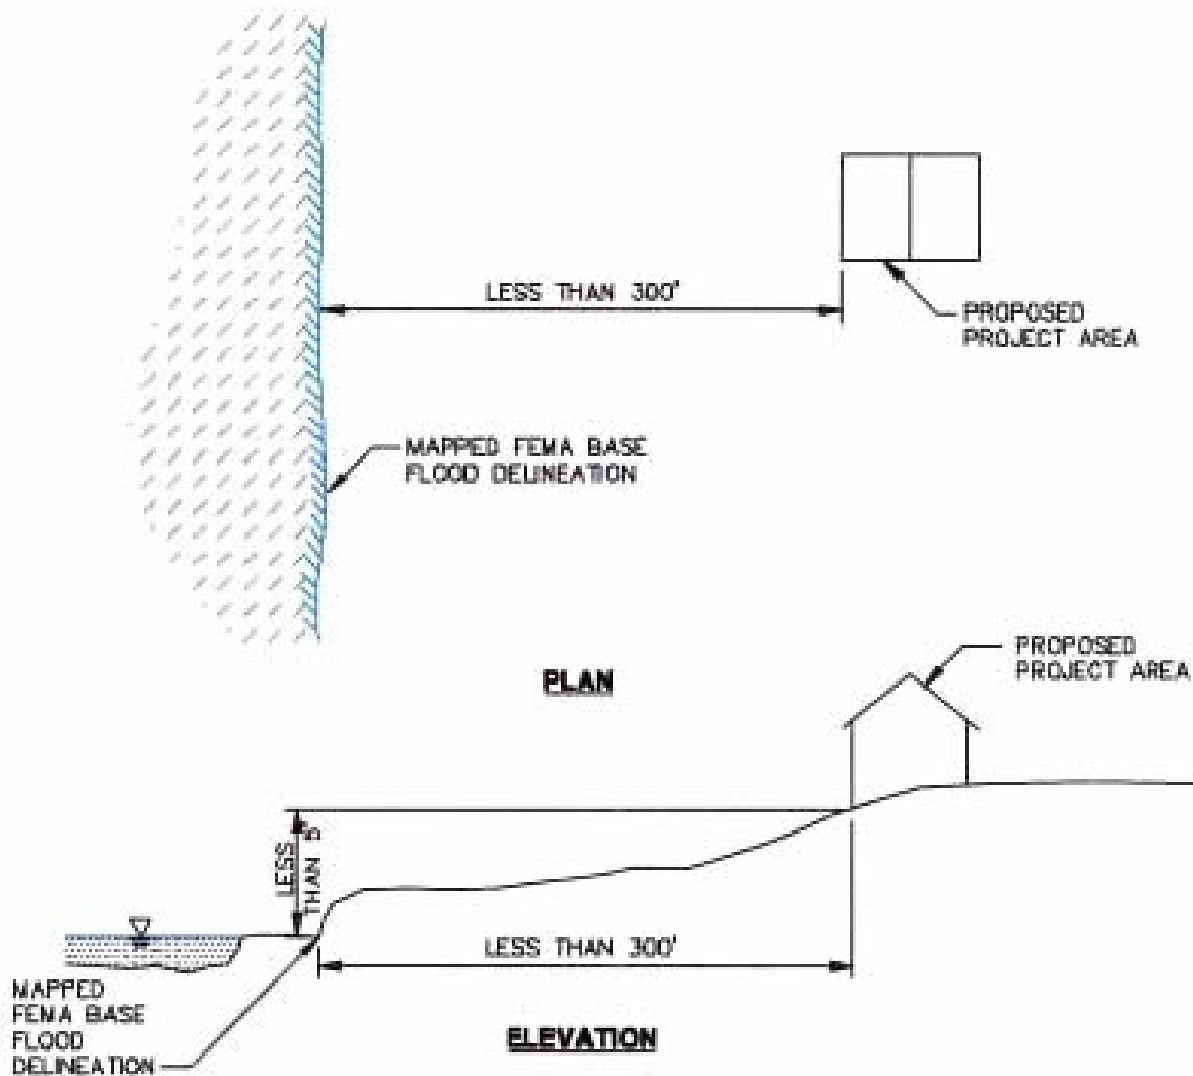 LESS THAN 300'
PROPOSED
PROJECT AREA
MAPPED FEMA BASE
FLOOD DELINEATION
PLAN
PROPOSED
PROJECT AREA
LESS
THAN 5'
LESS THAN 300'
MAPPED
FEMA BASE
FLOOD
DELINEATION
ELEVATION